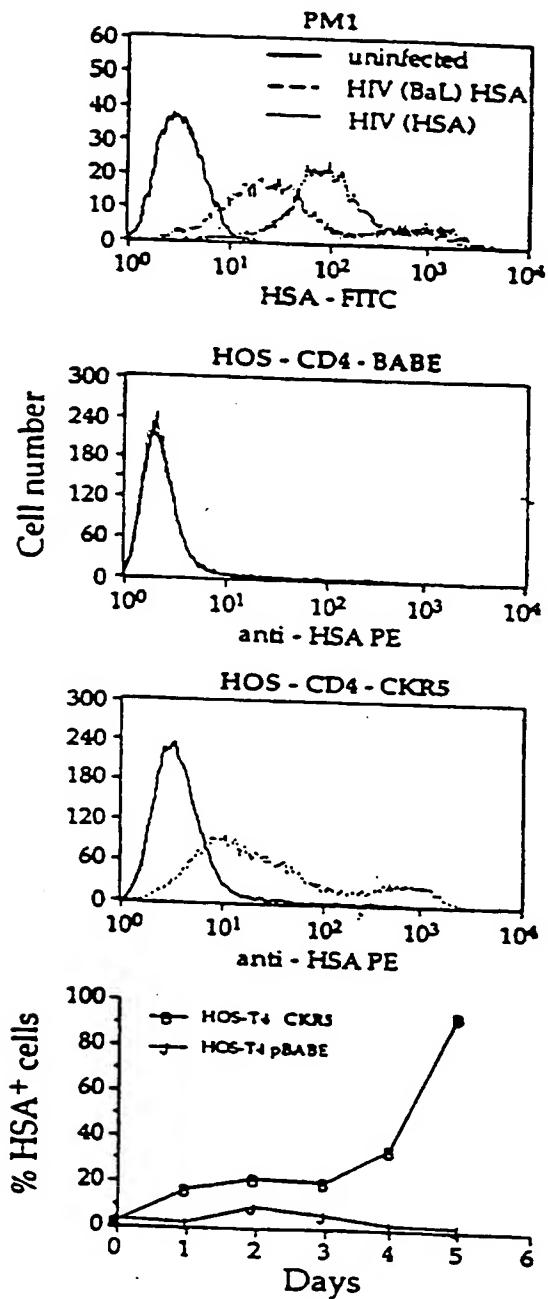 PM1
60
50
40
30
20
10
0
uninfected
HIV (BaL) HSA
HIV (HSA)
10⁰ 10¹ 10² 10³ 10⁴
HSA - FITC
HOS - CD4 - BABE
Cell number
300
240
180
120
60
0
10⁰ 10¹ 10² 10³ 10⁴
anti - HSA PE
HOS - CD4 - CKR5
300
240
180
120
60
0
10⁰ 10¹ 10² 10³ 10⁴
anti - HSA PE
% HSA+ cells
100
80
60
40
20
0
B HOS-T4 CKR5
J HOS-T4 pBABE
0 1 2 3 4 5 6
Days